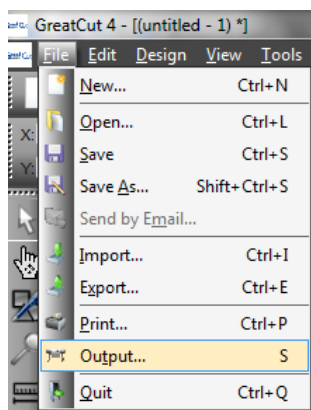 GreatCut 4 - [(untitled - 1) *]
File Edit Design View Tools
New... Ctrl+N
Open... Ctrl+L
X:
Save Ctrl+S
Y:
Save As... Shift+Ctrl+S
Send by Email...
Import... Ctrl+I
Export... Ctrl+E
Print... Ctrl+P
Output... S
Quit Ctrl+Q